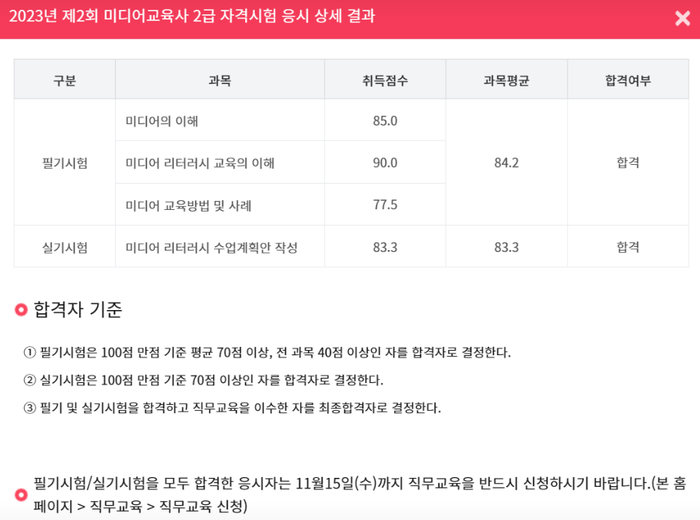 2023년 제2회 미디어교육사 2급 자격시험 응시 상세 결과
구분 과목 취득점수 과목평균 합격여부
필기시험 미디어의 이해 85.0 84.2 합격
미디어 리터러시 교육의 이해 90.0
미디어 교육방법 및 사례 77.5
실기시험 미디어 리터러시 수업계획안 작성 83.3 83.3 합격
합격자 기준
① 필기시험은 100점 만점 기준 평균 70점 이상, 전 과목 40점 이상인 자를 합격자로 결정한다.
② 실기시험은 100점 만점 기준 70점 이상인 자를 합격자로 결정한다.
③ 필기 및 실기시험을 합격하고 직무교육을 이수한 자를 최종합격자로 결정한다.
필기시험/실기시험을 모두 합격한 응시자는 11월15일(수)까지 직무교육을 반드시 신청하시기 바랍니다.(본 홈
페이지 > 직무교육 > 직무교육 신청)